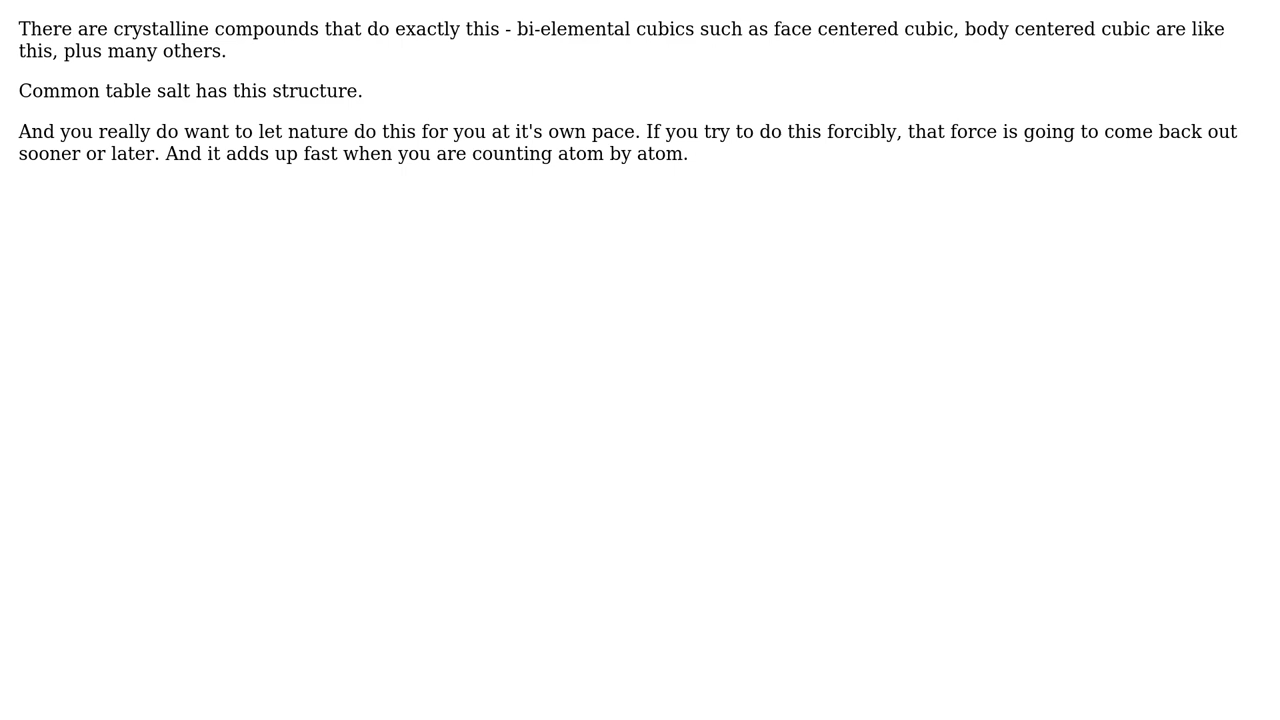 There are crystalline compounds that do exactly this - bi-elemental cubics such as face centered cubic, body centered cubic are like
this, plus many others.
Common table salt has this structure.
And you really do want to let nature do this for you at it's own pace. If you try to do this forcibly, that force is going to come back out
sooner or later. And it adds up fast when you are counting atom by atom.